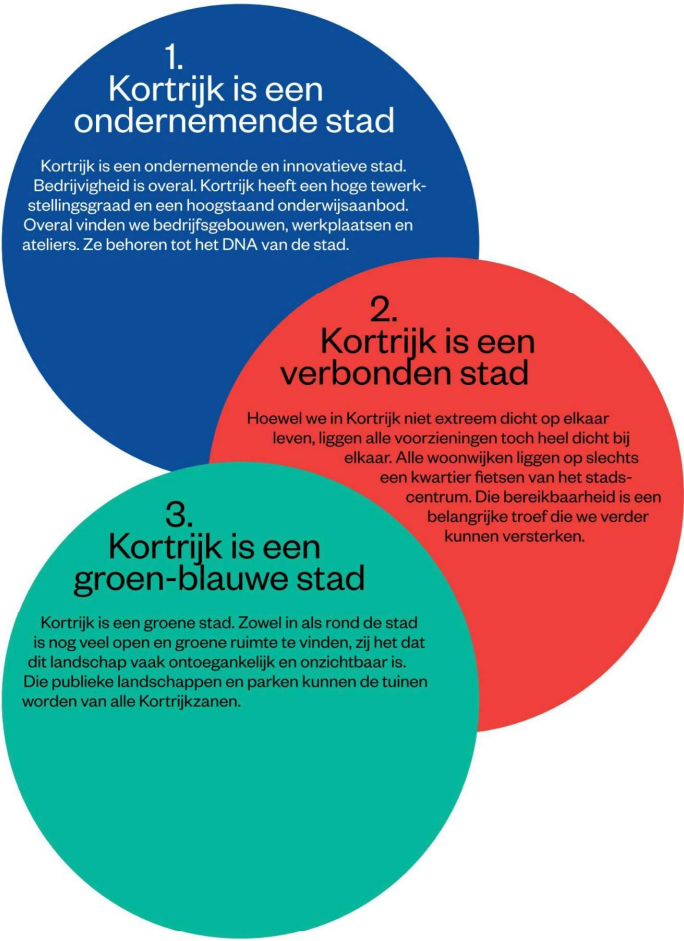 1.
Kortrijk is een
ondernemende stad
Kortrijk is een ondernemende en innovatieve stad.
Bedrijvigheid is overal. Kortrijk heeft een hoge tewerk-
stellingsgraad en een hoogstaand onderwijsaanbod.
Overal vinden we bedrijfsgebouwen, werkplaatsen en
ateliers. Ze behoren tot het DNA van de stad.
2.
Kortrijk is een
verbonden stad
Hoewel we in Kortrijk niet extreem dicht op elkaar
leven, liggen alle voorzieningen toch heel dicht bij
elkaar. Alle woonwijken liggen op slechts
een kwartier fietsen van het stads-
centrum. Die bereikbaarheid is een
belangrijke troef die we verder
kunnen versterken.
3.
Kortrijk is een
groen-blauwe stad
Kortrijk is een groene stad. Zowel in als rond de stad
is nog veel open en groene ruimte te vinden, zij het dat
dit landschap vaak ontoegankelijk en onzichtbaar is.
Die publieke landschappen en parken kunnen de tuinen
worden van alle Kortrijkzanen.